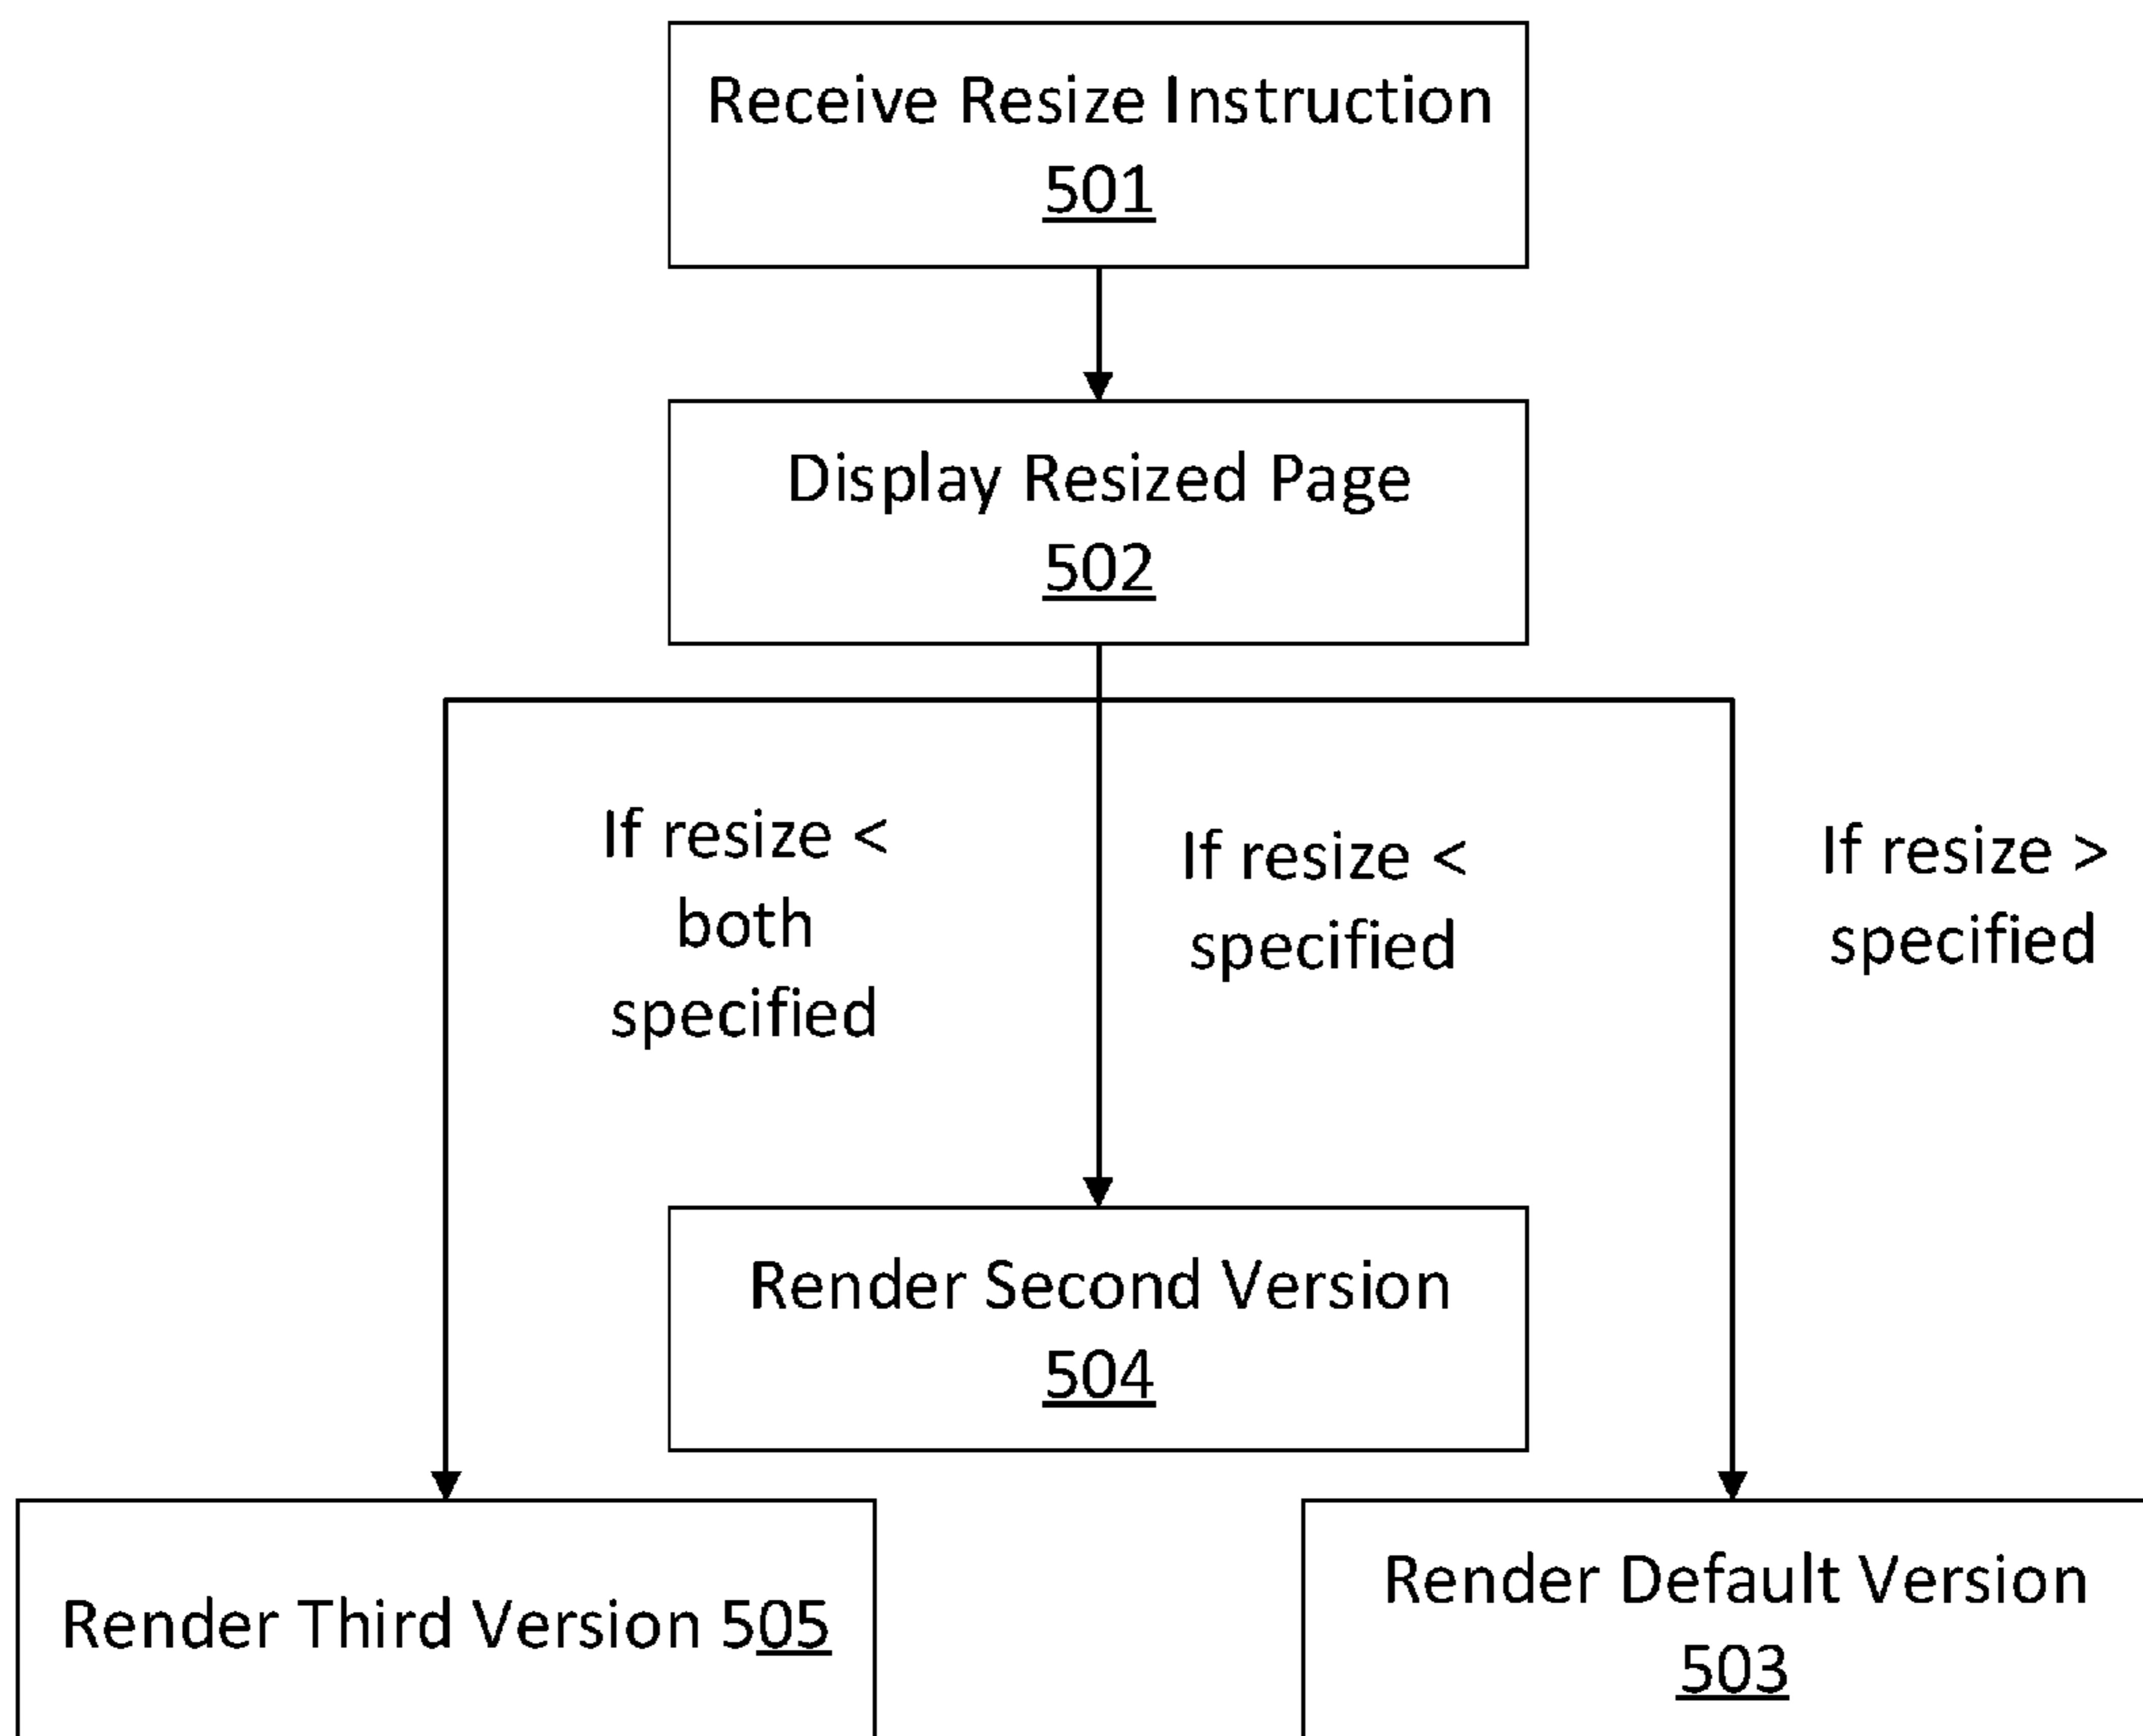 Receive Resize Instruction
501
Display Resized Page
502
If resize <
both
specified
If resize <
specified
If resize >
specified
Render Second Version
504
Render Third Version 505
Render Default Version
503